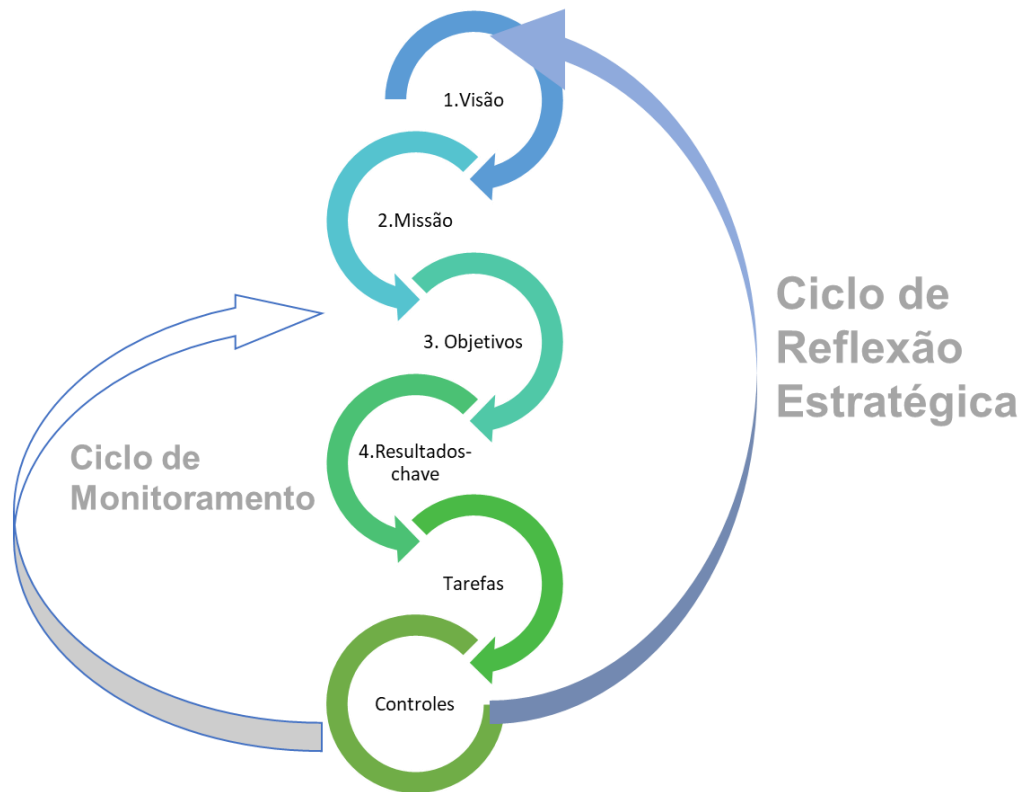 1.Visão
2.Missão
3. Objetivos
4.Resultados-
chave
Tarefas
Controles
Ciclo de
Monitoramento
Ciclo de
Reflexão
Estratégica